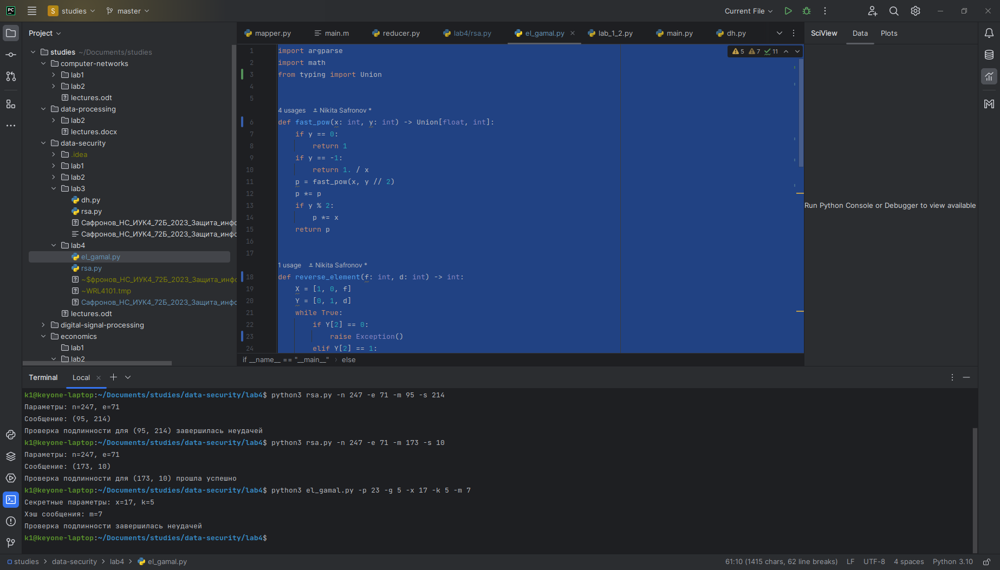 PC
S studies
master
Current File
Project
studies ~/Documents/studies
computer-networks
lab1
lab2
lectures.odt
data-processing
lab2
lectures.docx
data-security
.idea
lab1
lab2
lab3
dh.py
rsa.py
Сафронов_НС_ИУК4_72Б_2023_Защита_инфо
Сафронов_НС_ИУК4_72Б_2023_Защита_инфо
lab4
el_gamal.py
rsa.py
~$фронов_НС_ИУК4_72Б_2023_Защита_инфо
~WRL4101.tmp
Сафронов_НС_ИУК4_72Б_2023_Защита_инфо
lectures.odt
digital-signal-processing
economics
lab1
lab2
mapper.py main.m reducer.py lab4/rsa.py el_gamal.py lab_1_2.py main.py dh.py
5 7 11
1 import argparse
2 import math
3 from typing import Union
4
5
4 usages Nikita Safronov *
6 def fast_pow(x: int, y: int) -> Union[float, int]:
7 if y == 0:
8 return 1
9 if y == -1:
10 return 1. / x
11 p = fast_pow(x, y // 2)
12 p *= p
13 if y % 2:
14 p *= x
15 return p
16
17
1 usage Nikita Safronov *
18 def reverse_element(f: int, d: int) -> int:
19 X = [1, 0, f]
20 Y = [0, 1, d]
21 while True:
22 if Y[2] == 0:
23 raise Exception()
24 elif Y[2] == 1:
if __name__ == "__main__" > else
SciView Data Plots
Run Python Console or Debugger to view available
Terminal Local
k1@keyone-laptop:~/Documents/studies/data-security/lab4$ python3 rsa.py -n 247 -e 71 -m 95 -s 214
Параметры: n=247, e=71
Сообщение: (95, 214)
Проверка подлинности для (95, 214) завершилась неудачей
k1@keyone-laptop:~/Documents/studies/data-security/lab4$ python3 rsa.py -n 247 -e 71 -m 173 -s 10
Параметры: n=247, e=71
Сообщение: (173, 10)
Проверка подлинности для (173, 10) прошла успешно
k1@keyone-laptop:~/Documents/studies/data-security/lab4$ python3 el_gamal.py -p 23 -g 5 -x 17 -k 5 -m 7
Секретные параметры: x=17, k=5
Хэш сообщения: m=7
Проверка подлинности завершилась неудачей
k1@keyone-laptop:~/Documents/studies/data-security/lab4$
studies > data-security > lab4 > el_gamal.py
61:10 (1415 chars, 62 line breaks) LF UTF-8 4 spaces Python 3.10